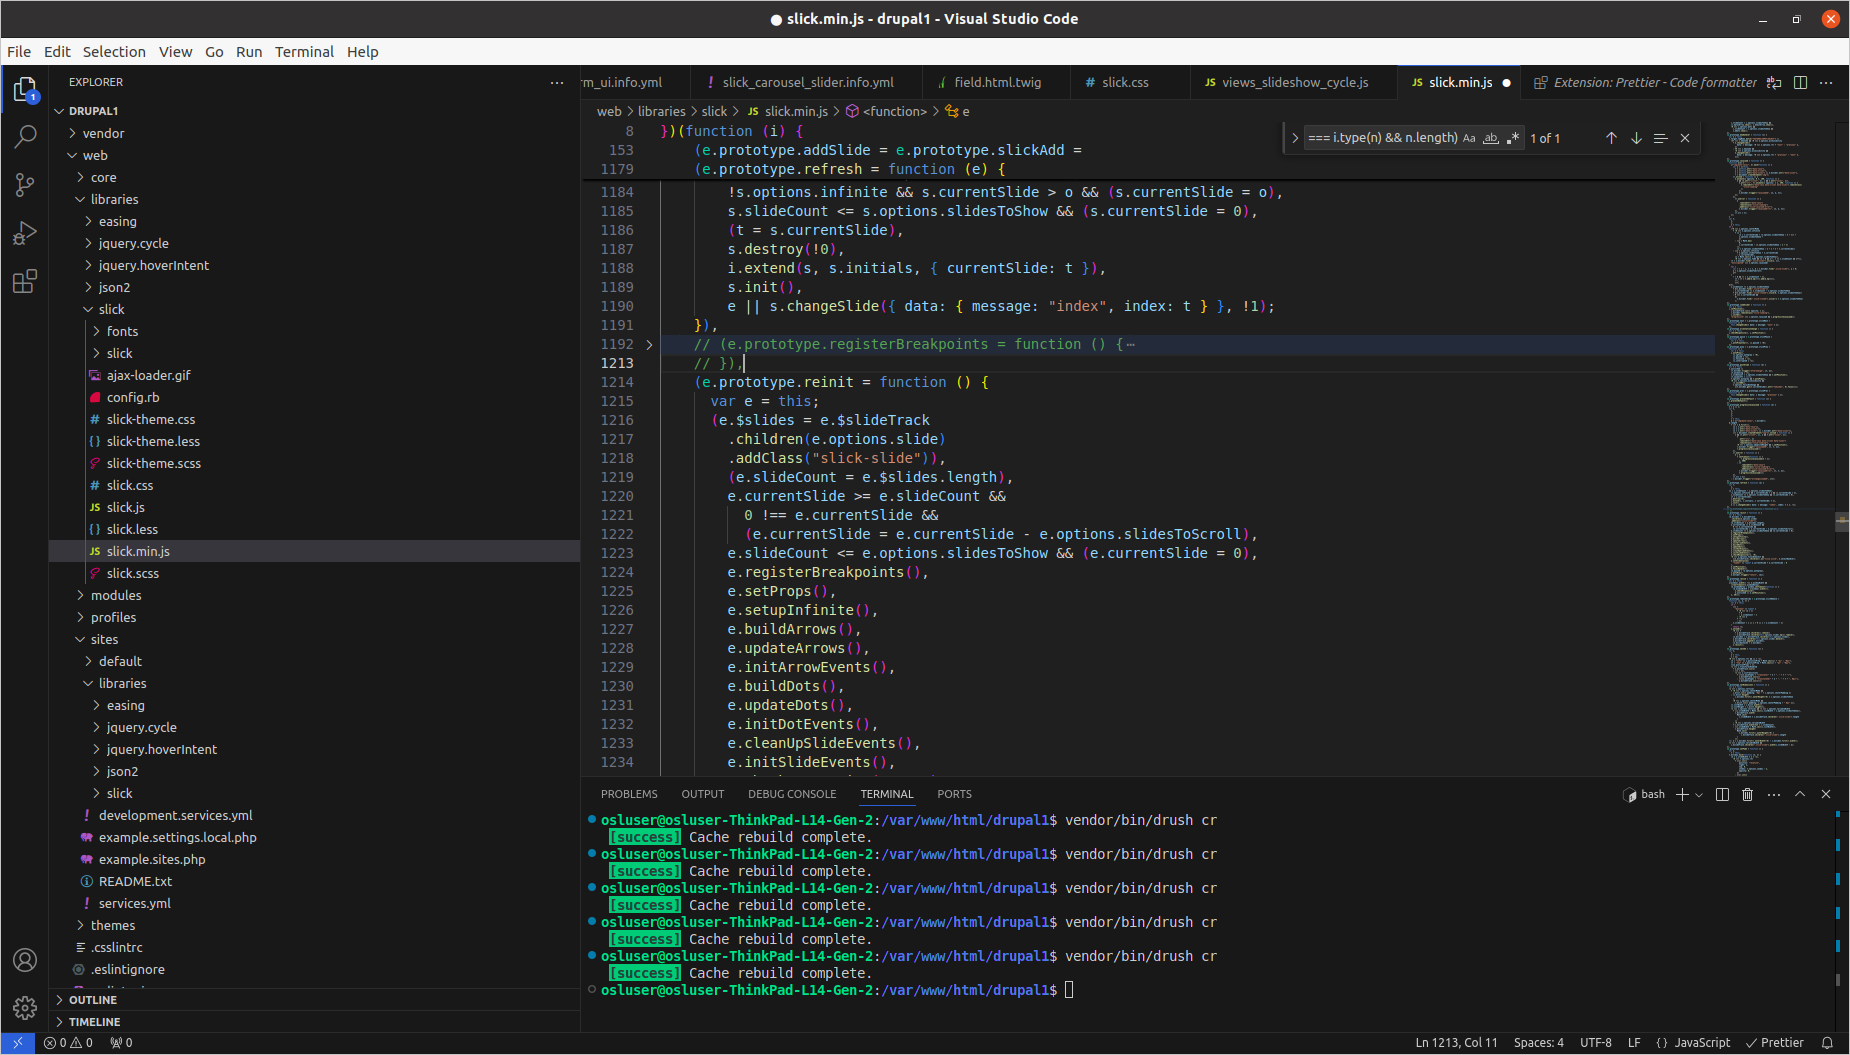 ● slick.min.js - drupal1 - Visual Studio Code
File Edit Selection View Go Run Terminal Help
EXPLORER
DRUPAL1
vendor
web
core
libraries
easing
jquery.cycle
jquery.hoverIntent
json2
slick
fonts
slick
ajax-loader.gif
config.rb
slick-theme.css
slick-theme.less
slick-theme.scss
slick.css
slick.js
slick.less
slick.min.js
slick.scss
modules
profiles
sites
default
libraries
easing
jquery.cycle
jquery.hoverIntent
json2
slick
development.services.yml
example.settings.local.php
example.sites.php
README.txt
services.yml
themes
.csslintrc
.eslintignore
OUTLINE
TIMELINE
rm_ui.info.yml slick_carousel_slider.info.yml field.html.twig slick.css views_slideshow_cycle.js slick.min.js Extension: Prettier - Code formatter
web > libraries > slick > JS slick.min.js > <function> > e
=== i.type(n) && n.length) Aa ab .* 1 of 1
8 })(function (i) {
153 (e.prototype.addSlide = e.prototype.slickAdd =
1179 (e.prototype.refresh = function (e) {
1184 !s.options.infinite && s.currentSlide > o && (s.currentSlide = o),
1185 s.slideCount <= s.options.slidesToShow && (s.currentSlide = 0),
1186 (t = s.currentSlide),
1187 s.destroy(!0),
1188 i.extend(s, s.initials, { currentSlide: t }),
1189 s.init(),
1190 e || s.changeSlide({ data: { message: "index", index: t } }, !1);
1191 }),
1192 // (e.prototype.registerBreakpoints = function () {⋯
1213 // }),
1214 (e.prototype.reinit = function () {
1215 var e = this;
1216 (e.$slides = e.$slideTrack
1217 .children(e.options.slide)
1218 .addClass("slick-slide")),
1219 (e.slideCount = e.$slides.length),
1220 e.currentSlide >= e.slideCount &&
1221 0 !== e.currentSlide &&
1222 (e.currentSlide = e.currentSlide - e.options.slidesToScroll),
1223 e.slideCount <= e.options.slidesToShow && (e.currentSlide = 0),
1224 e.registerBreakpoints(),
1225 e.setProps(),
1226 e.setupInfinite(),
1227 e.buildArrows(),
1228 e.updateArrows(),
1229 e.initArrowEvents(),
1230 e.buildDots(),
1231 e.updateDots(),
1232 e.initDotEvents(),
1233 e.cleanUpSlideEvents(),
1234 e.initSlideEvents(),
PROBLEMS OUTPUT DEBUG CONSOLE TERMINAL PORTS bash
osluser@osluser-ThinkPad-L14-Gen-2:/var/www/html/drupal1$ vendor/bin/drush cr
[success] Cache rebuild complete.
osluser@osluser-ThinkPad-L14-Gen-2:/var/www/html/drupal1$ vendor/bin/drush cr
[success] Cache rebuild complete.
osluser@osluser-ThinkPad-L14-Gen-2:/var/www/html/drupal1$ vendor/bin/drush cr
[success] Cache rebuild complete.
osluser@osluser-ThinkPad-L14-Gen-2:/var/www/html/drupal1$ vendor/bin/drush cr
[success] Cache rebuild complete.
osluser@osluser-ThinkPad-L14-Gen-2:/var/www/html/drupal1$ vendor/bin/drush cr
[success] Cache rebuild complete.
osluser@osluser-ThinkPad-L14-Gen-2:/var/www/html/drupal1$
0 0 0 Ln 1213, Col 11 Spaces: 4 UTF-8 LF {} JavaScript Prettier